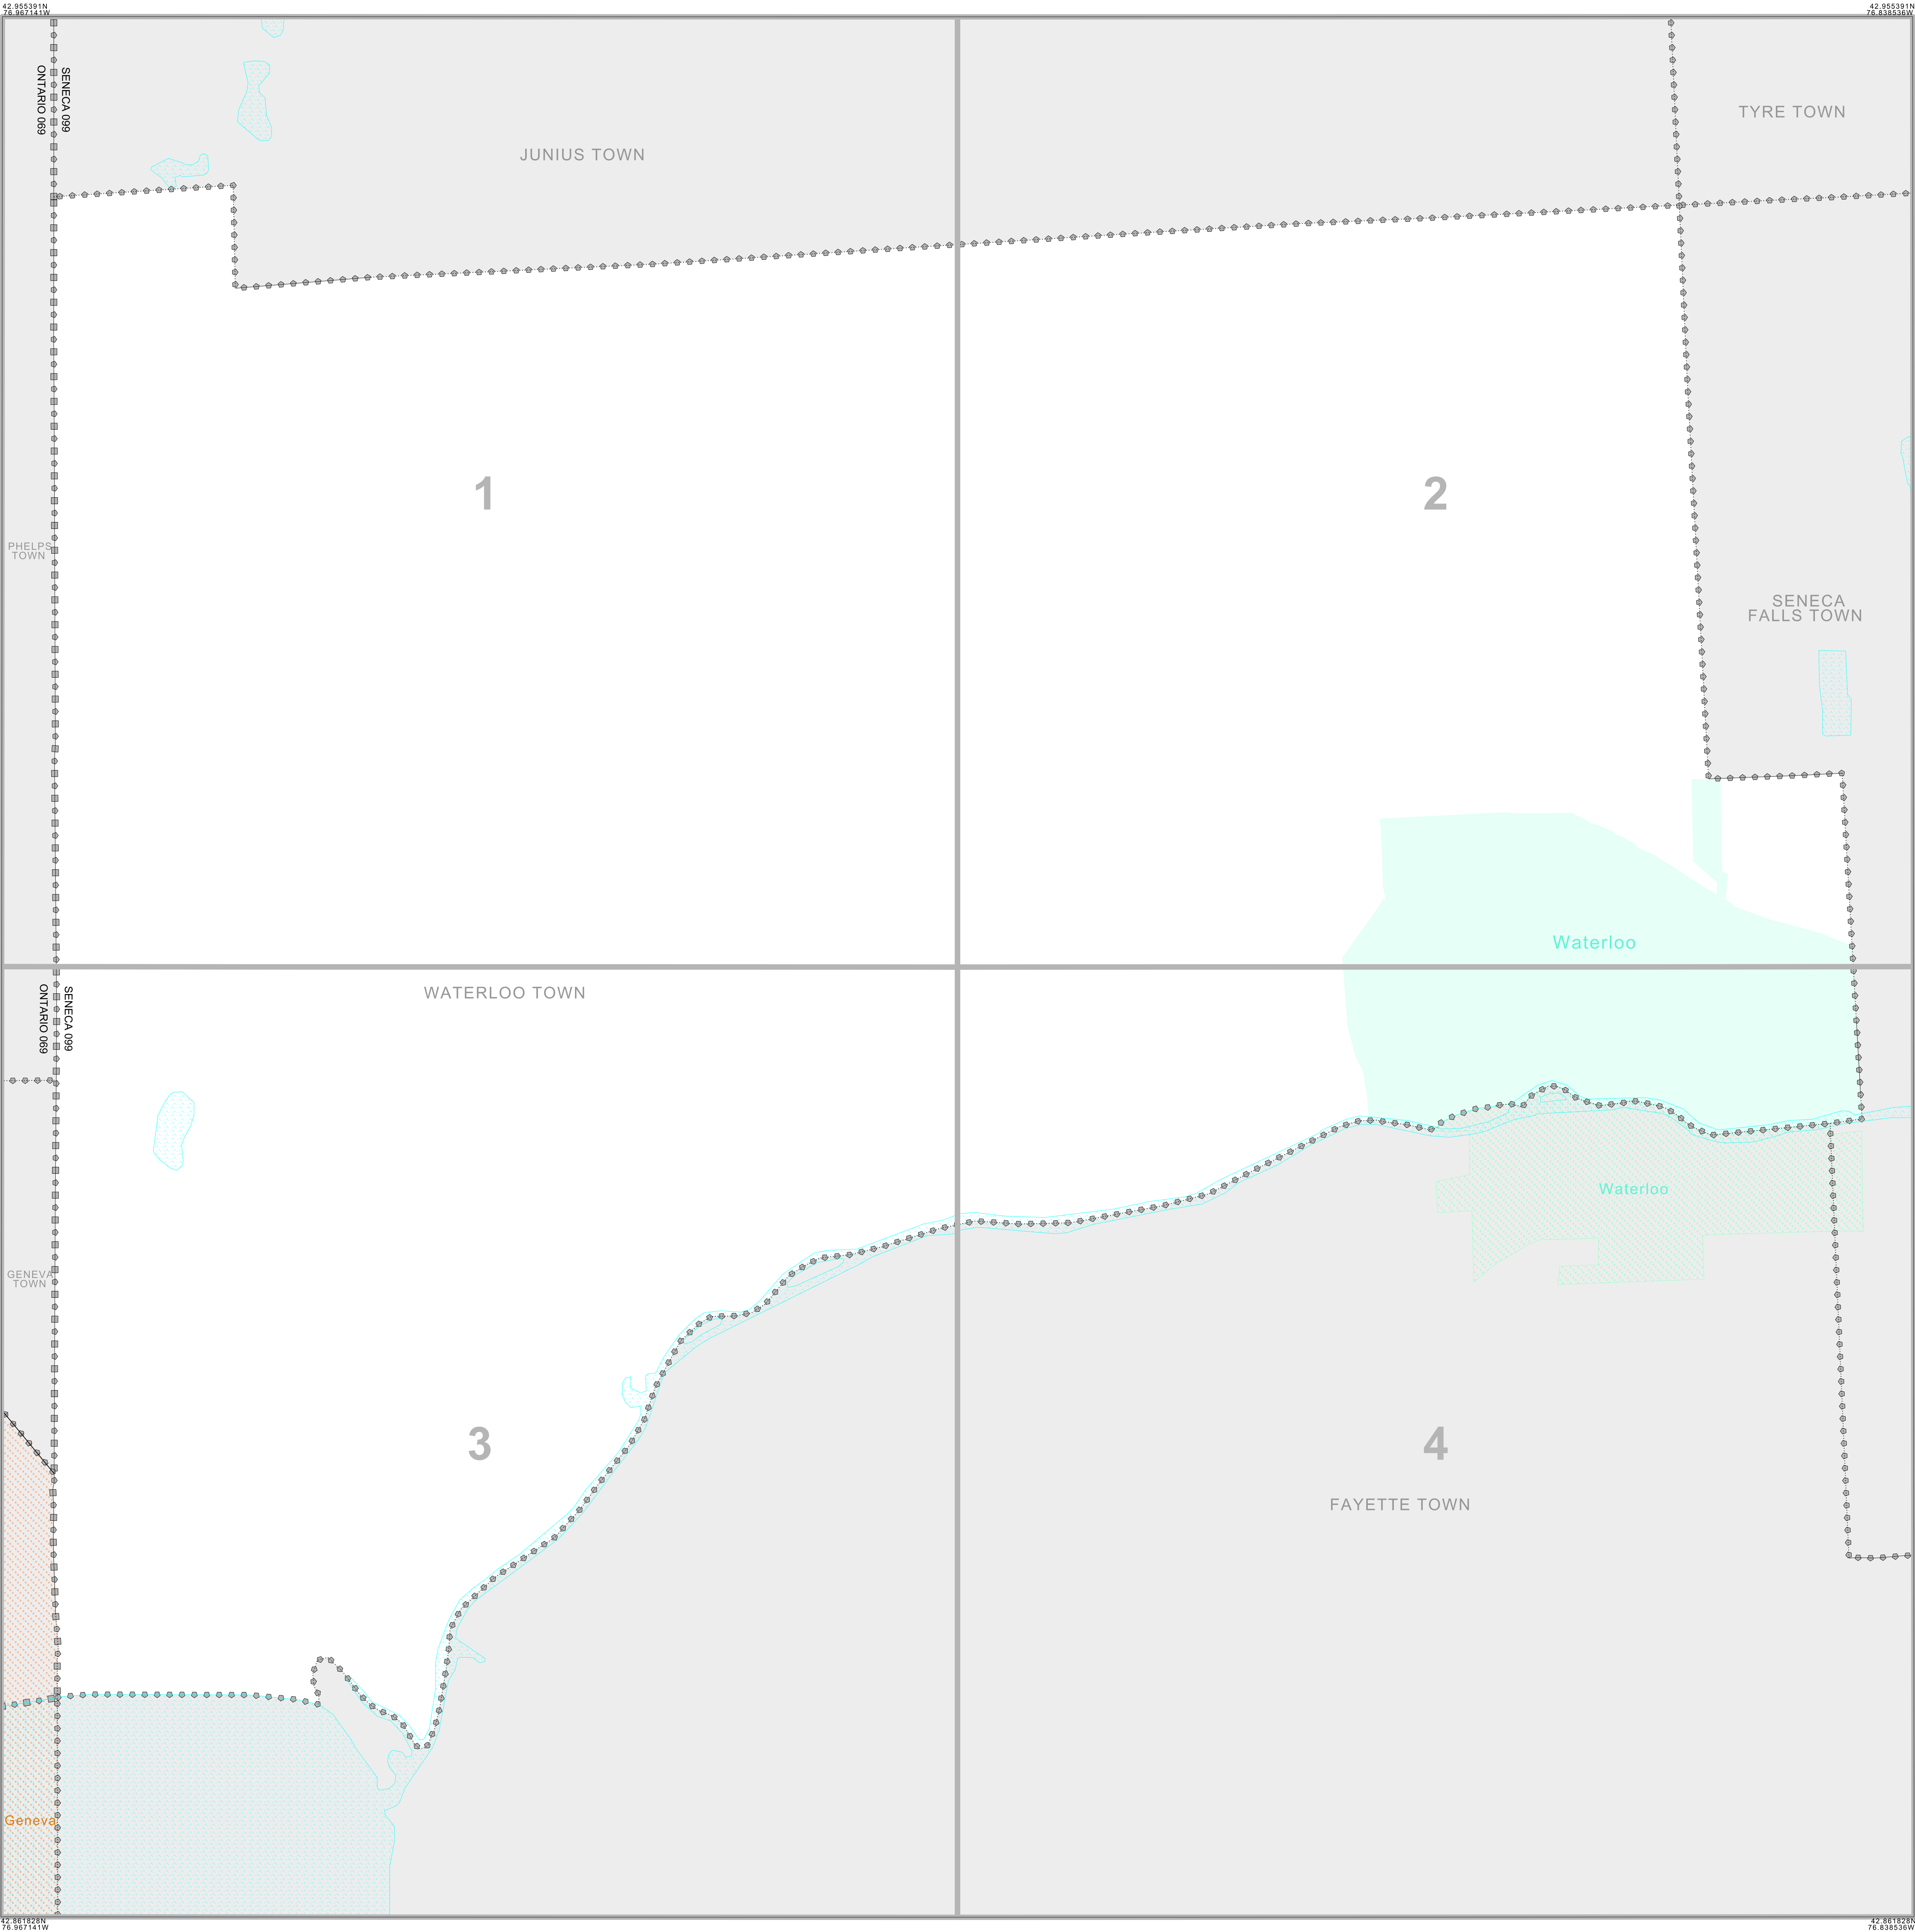 42.955391N
76.967141W
42.955391N
76.838536W
SENECA 099
ONTARIO 069
TYRE TOWN
JUNIUS TOWN
1
2
PHELPS
TOWN
SENECA
FALLS TOWN
Waterloo
WATERLOO TOWN
SENECA 099
ONTARIO 069
Waterloo
GENEVA
TOWN
3
4
FAYETTE TOWN
Geneva
42.861828N
76.967141W
42.861828N
76.838536W